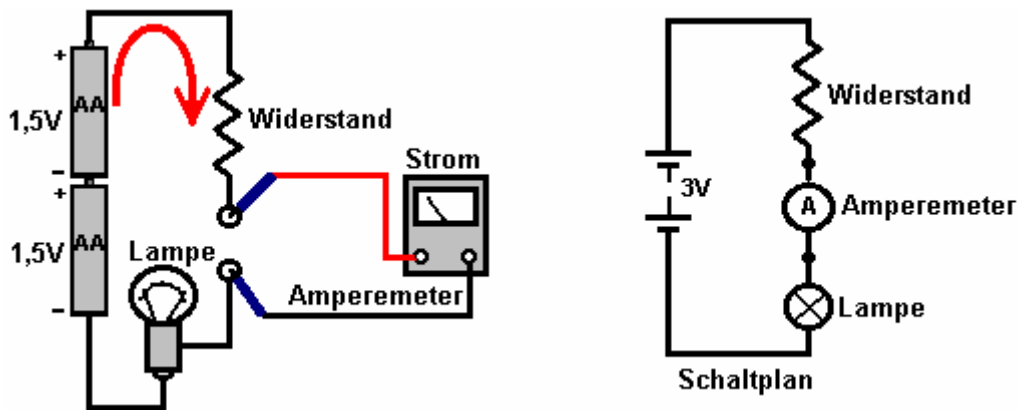 +
AA
1,5V
−
Widerstand
Strom
+
AA
1,5V
−
Lampe
Amperemeter
Widerstand
3V
A
Amperemeter
Lampe
Schaltplan